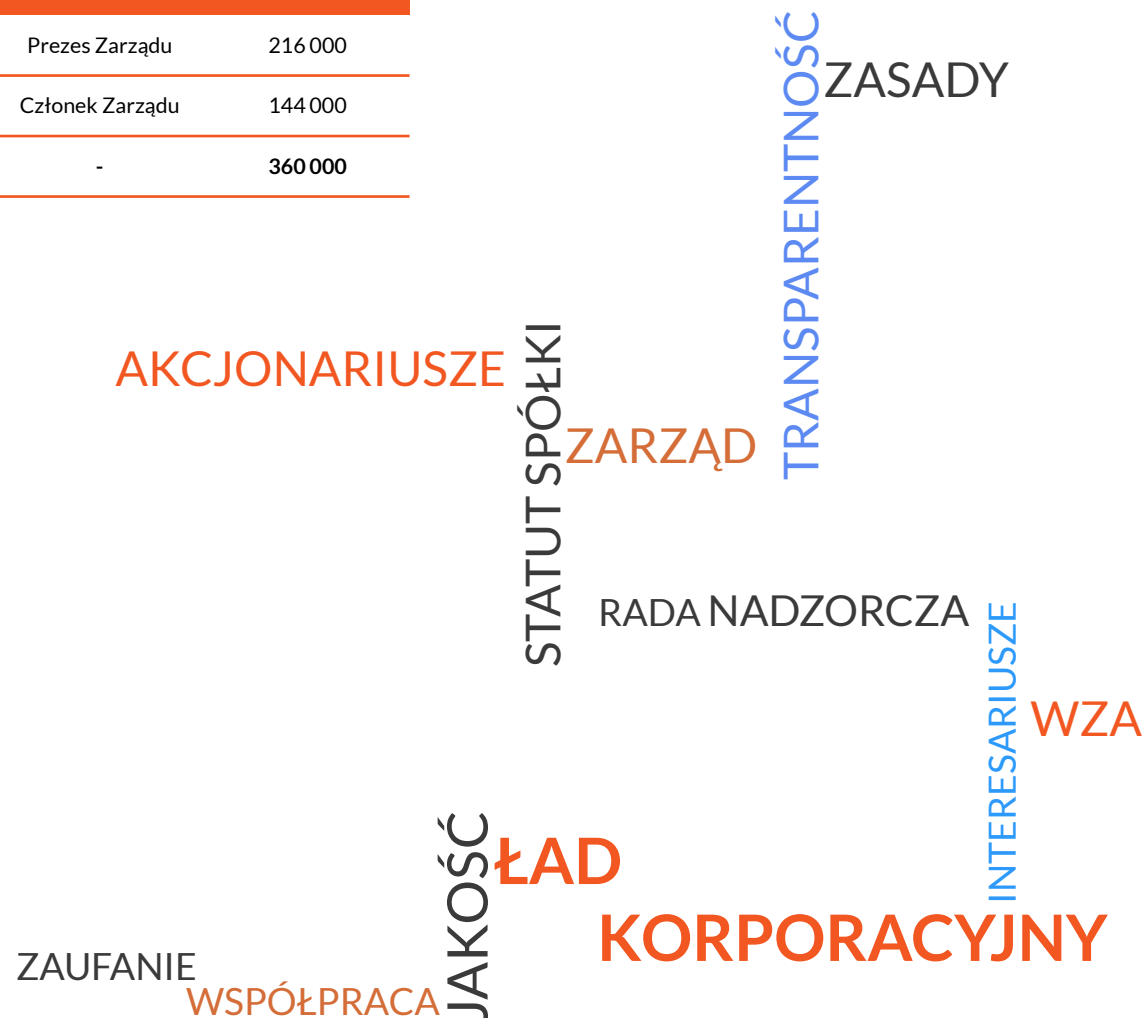 Prezes Zarządu 216 000
Członek Zarządu 144 000
- 360 000
TRANSPARENTNOŚĆ
ZASADY
AKCJONARIUSZE
STATUT SPÓŁKI
ZARZĄD
RADA NADZORCZA
INTERESARIUSZE
WZA
JAKOŚĆ
ŁAD
KORPORACYJNY
ZAUFANIE
WSPÓŁPRACA